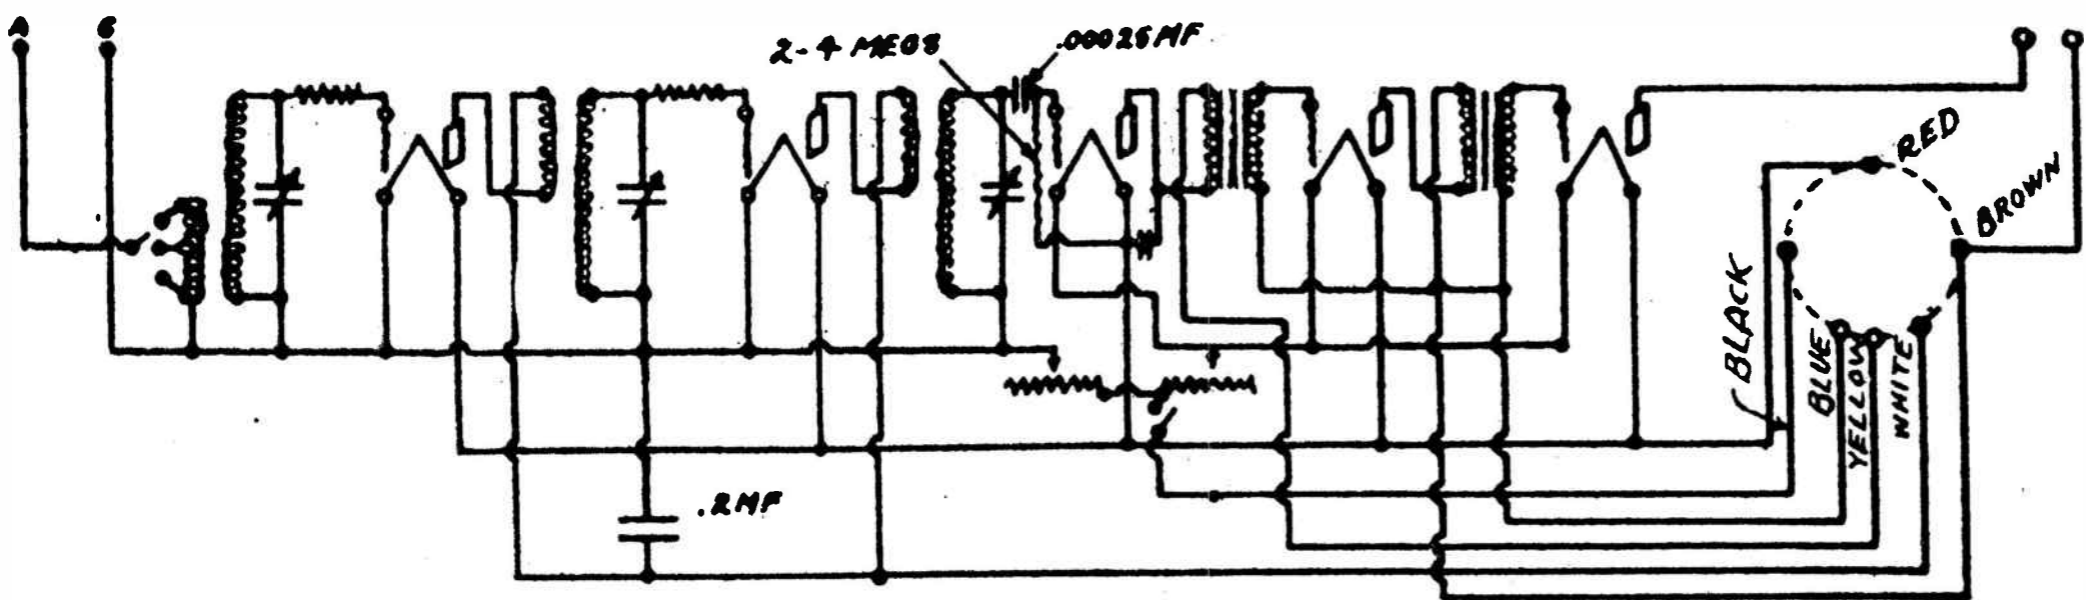 A G
2-4 MEGS
.00025MF
.2MF
RED
BROWN
BLACK
BLUE
YELLOW
WHITE